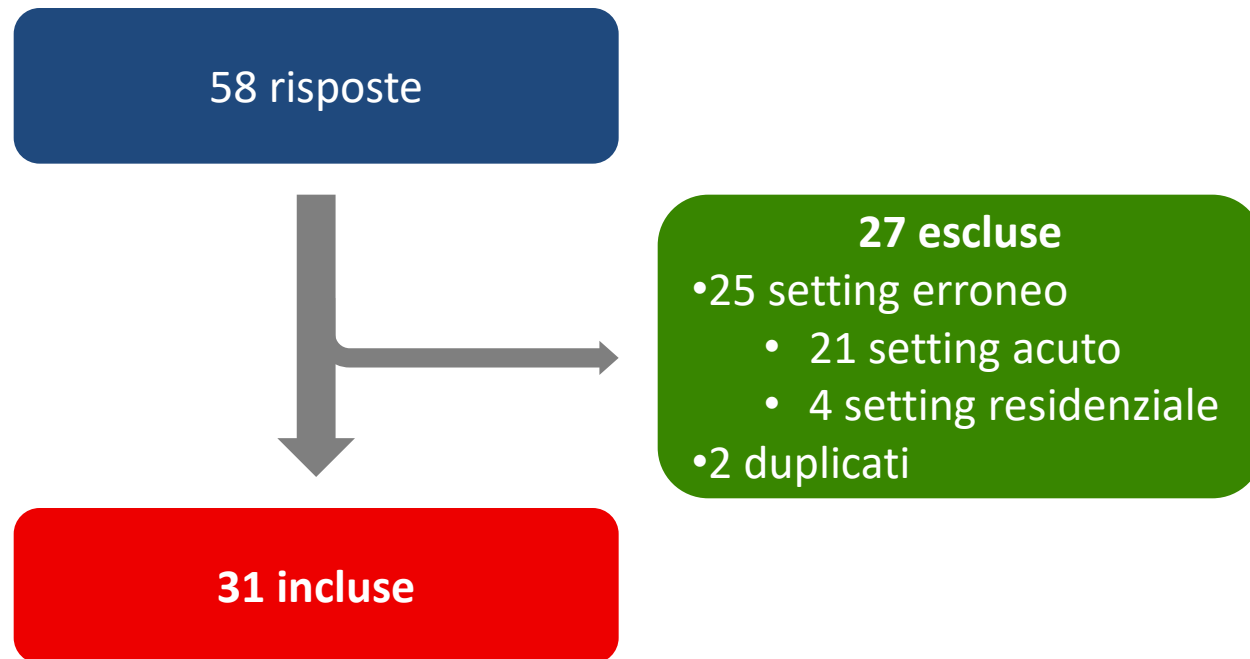 58 risposte
27 escluse
•25 setting erroneo
• 21 setting acuto
• 4 setting residenziale
•2 duplicati
31 incluse